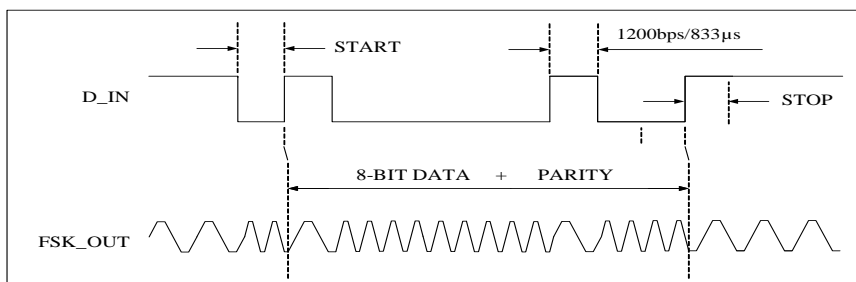 1200bps/833µs
START
D_IN
STOP
8-BIT DATA + PARITY
FSK_OUT